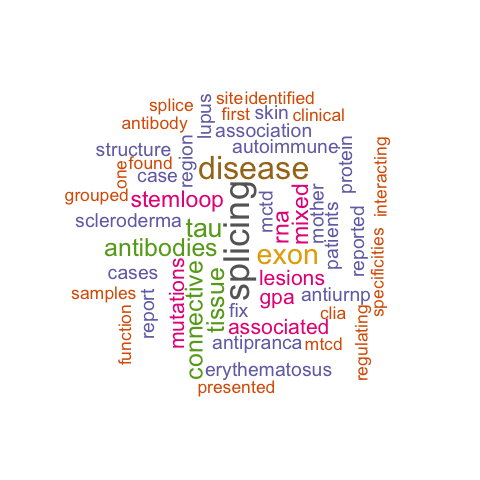 splice
site
identified
first
skin
clinical
antibody
lupus
association
structure
region
autoimmune
protein
interacting
one
found
case
disease
grouped
stemloop
splicing
mctd
rna
mixed
mother
patients
reported
scleroderma
tau
antibodies
exon
specificities
cases
mutations
connective
tissue
lesions
samples
report
gpa
antiurnp
function
fix
associated
clia
regulating
antipranca
mtcd
erythematosus
presented